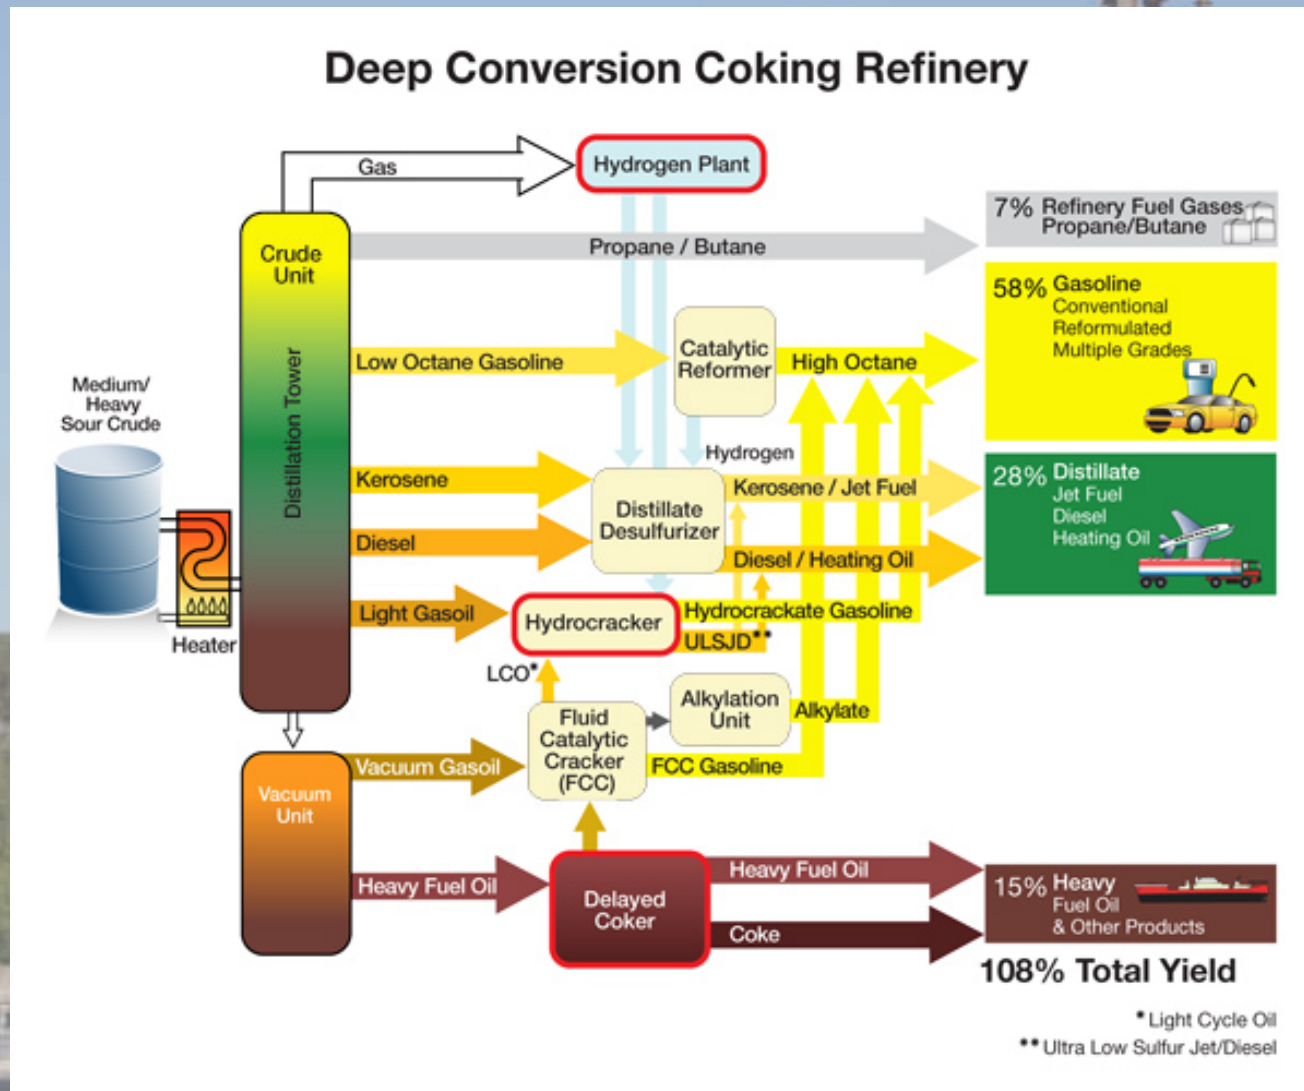 Deep Conversion Coking Refinery
Gas
Hydrogen Plant
7% Refinery Fuel Gases
Propane/Butane
Propane / Butane
Crude
Unit
Distillation Tower
58% Gasoline
Conventional
Reformulated
Multiple Grades
Low Octane Gasoline
Catalytic
Reformer
High Octane
Medium/
Heavy
Sour Crude
Hydrogen
Kerosene
Distillate
Desulfurizer
Kerosene / Jet Fuel
28% Distillate
Jet Fuel
Diesel
Heating Oil
Diesel
Diesel / Heating Oil
Light Gasoil
Hydrocracker
Hydrocrackate Gasoline
ULSJD**
Heater
LCO*
Alkylation
Unit
Alkylate
Fluid
Catalytic
Cracker
(FCC)
FCC Gasoline
Vacuum Gasoil
Vacuum
Unit
Heavy Fuel Oil
Delayed
Coker
Heavy Fuel Oil
Coke
15% Heavy
Fuel Oil
& Other Products
108% Total Yield
* Light Cycle Oil
** Ultra Low Sulfur Jet/Diesel